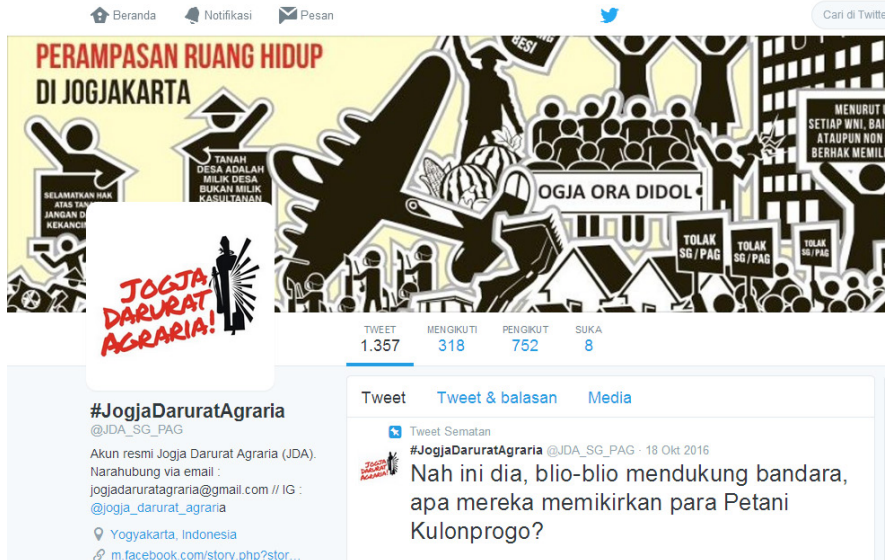 Beranda Notifikasi Pesan Cari di Twitte
PERAMPASAN RUANG HIDUP
DI JOGJAKARTA
BESI
TANAH
DESA ADALAH
MILIK DESA
BUKAN MILIK
KASULTANAN
SELAMATKAN HAK
ATAS TAN
JANGAN D
KEKANCIN
OGJA ORA DIDOL
MENURUT
SETIAP WNI, BAI
ATAUPUN NON
BERHAK MEMILI
TOLAK
SG/PAG
TOLAK
SG/PAG
TOLAK
SG/PAG
JOGJA
DARURAT
AGRARIA!
TWEET MENGIKUTI PENGIKUT SUKA
1.357 318 752 8
#JogjaDaruratAgraria
@JDA_SG_PAG
Akun resmi Jogja Darurat Agraria (JDA).
Narahubung via email :
jogjadaruratagraria@gmail.com // IG :
@jogja_darurat_agraria
Yogyakarta, Indonesia
m.facebook.com/story.php?stor...
Tweet Tweet & balasan Media
Tweet Sematan
#JogjaDaruratAgraria @JDA_SG_PAG · 18 Okt 2016
JOGJA
DARURAT
AGRARIA!
Nah ini dia, blio-blio mendukung bandara,
apa mereka memikirkan para Petani
Kulonprogo?